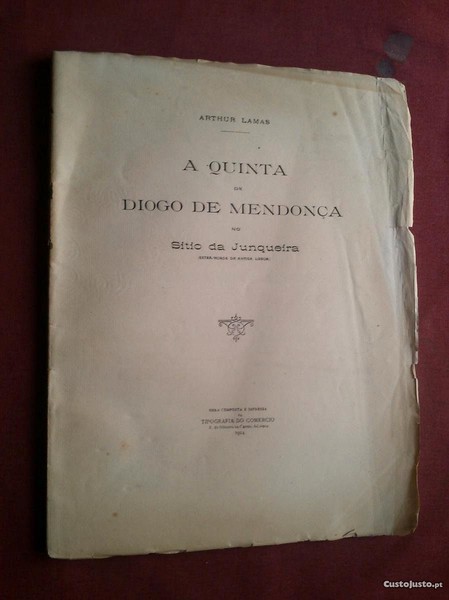 ARTHUR LAMAS
A QUINTA
DE
DIOGO DE MENDONÇA
NO
Sitio da Junqueira
TIPOGRAFIA DO COMERCIO
CustoJusto.pt